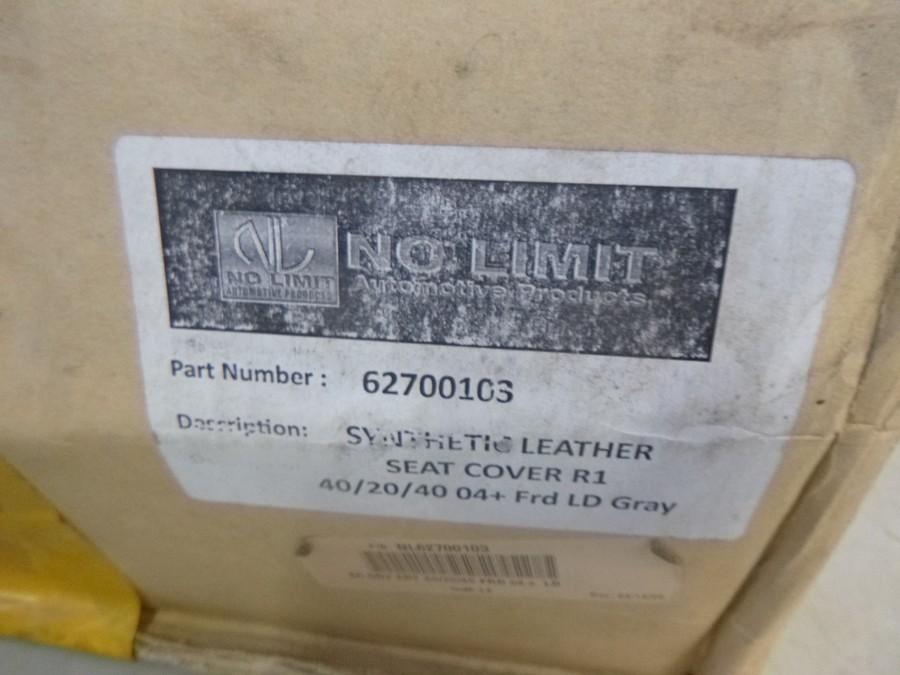 NO LIMIT
AUTOMOTIVE PRODUCTS
NO LIMIT
Automotive Products
Part Number : 62700103
Description: SYNTHETIC LEATHER
SEAT COVER R1
40/20/40 04+ Frd LD Gray
NL62700103